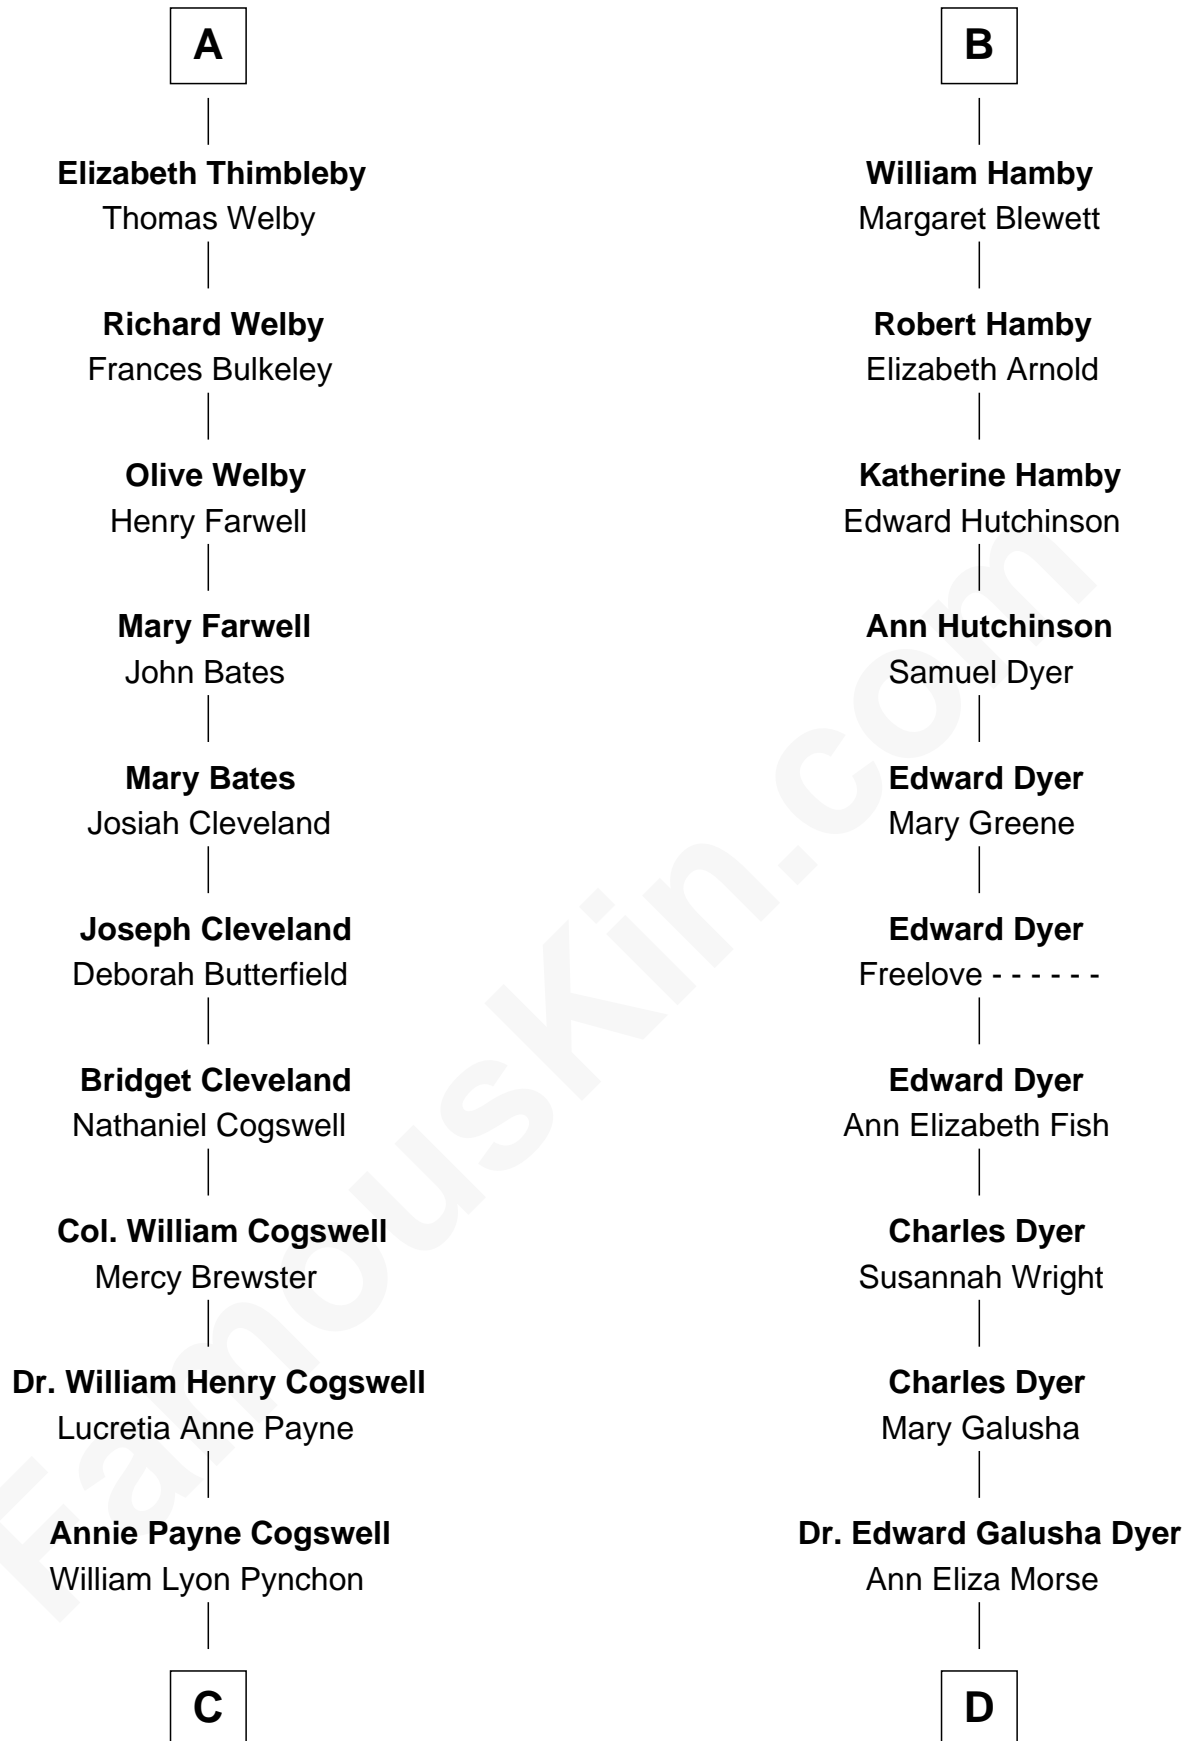 A
Elizabeth Thimbleby
Thomas Welby
Richard Welby
Frances Bulkeley
Olive Welby
Henry Farwell
Mary Farwell
John Bates
Mary Bates
Josiah Cleveland
Joseph Cleveland
Deborah Butterfield
Bridget Cleveland
Nathaniel Cogswell
Col. William Cogswell
Mercy Brewster
Dr. William Henry Cogswell
Lucretia Anne Payne
Annie Payne Cogswell
William Lyon Pynchon
C
B
William Hamby
Margaret Blewett
Robert Hamby
Elizabeth Arnold
Katherine Hamby
Edward Hutchinson
Ann Hutchinson
Samuel Dyer
Edward Dyer
Mary Greene
Edward Dyer
Freelove - - - - - -
Edward Dyer
Ann Elizabeth Fish
Charles Dyer
Susannah Wright
Charles Dyer
Mary Galusha
Dr. Edward Galusha Dyer
Ann Eliza Morse
D
FamousKin.com